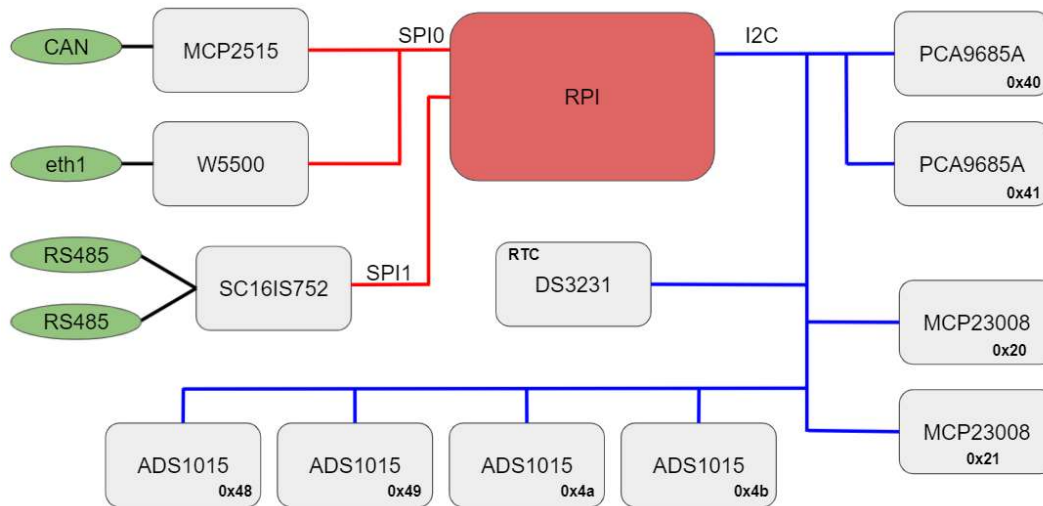 CAN
MCP2515
SPI0
RPI
I2C
PCA9685A
0x40
eth1
W5500
PCA9685A
0x41
RS485
RS485
SC16IS752
SPI1
RTC
DS3231
MCP23008
0x20
MCP23008
0x21
ADS1015
0x48
ADS1015
0x49
ADS1015
0x4a
ADS1015
0x4b